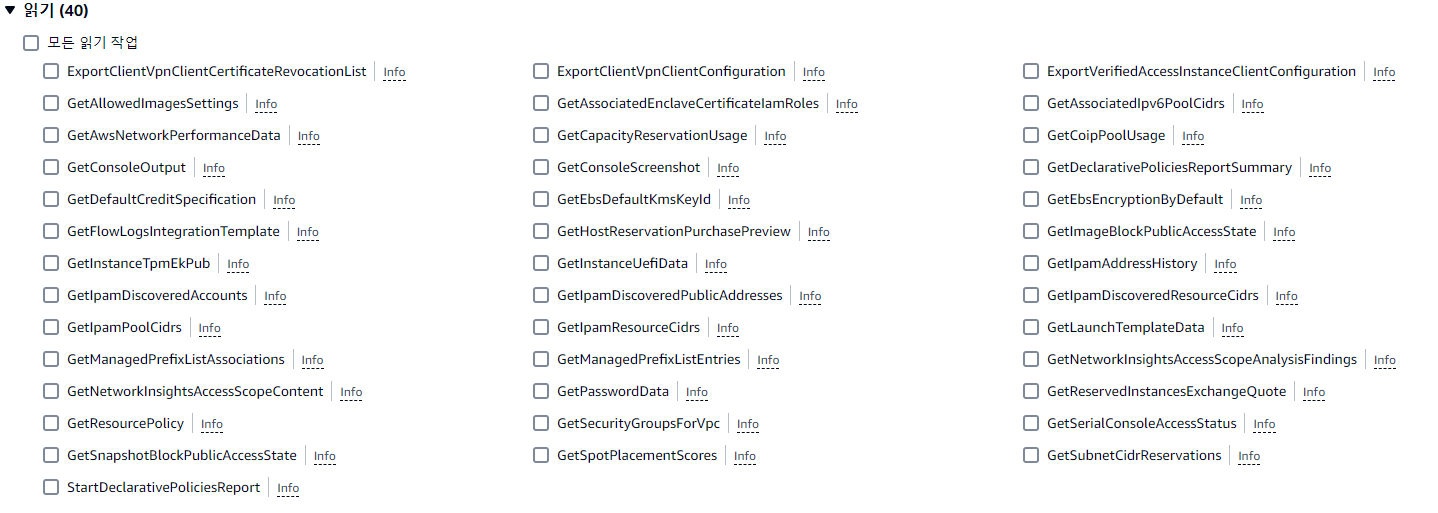 ▼ 읽기 (40)
모든 읽기 작업
ExportClientVpnClientCertificateRevocationList | Info ExportClientVpnClientConfiguration | Info ExportVerifiedAccessInstanceClientConfiguration | Info
GetAllowedImagesSettings | Info GetAssociatedEnclaveCertificateIamRoles | Info GetAssociatedIpv6PoolCidrs | Info
GetAwsNetworkPerformanceData | Info GetCapacityReservationUsage | Info GetCoipPoolUsage | Info
GetConsoleOutput | Info GetConsoleScreenshot | Info GetDeclarativePoliciesReportSummary | Info
GetDefaultCreditSpecification | Info GetEbsDefaultKmsKeyId | Info GetEbsEncryptionByDefault | Info
GetFlowLogsIntegrationTemplate | Info GetHostReservationPurchasePreview | Info GetImageBlockPublicAccessState | Info
GetInstanceTpmEkPub | Info GetInstanceUefiData | Info GetIpamAddressHistory | Info
GetIpamDiscoveredAccounts | Info GetIpamDiscoveredPublicAddresses | Info GetIpamDiscoveredResourceCidrs | Info
GetIpamPoolCidrs | Info GetIpamResourceCidrs | Info GetLaunchTemplateData | Info
GetManagedPrefixListAssociations | Info GetManagedPrefixListEntries | Info GetNetworkInsightsAccessScopeAnalysisFindings | Info
GetNetworkInsightsAccessScopeContent | Info GetPasswordData | Info GetReservedInstancesExchangeQuote | Info
GetResourcePolicy | Info GetSecurityGroupsForVpc | Info GetSerialConsoleAccessStatus | Info
GetSnapshotBlockPublicAccessState | Info GetSpotPlacementScores | Info GetSubnetCidrReservations | Info
StartDeclarativePoliciesReport | Info